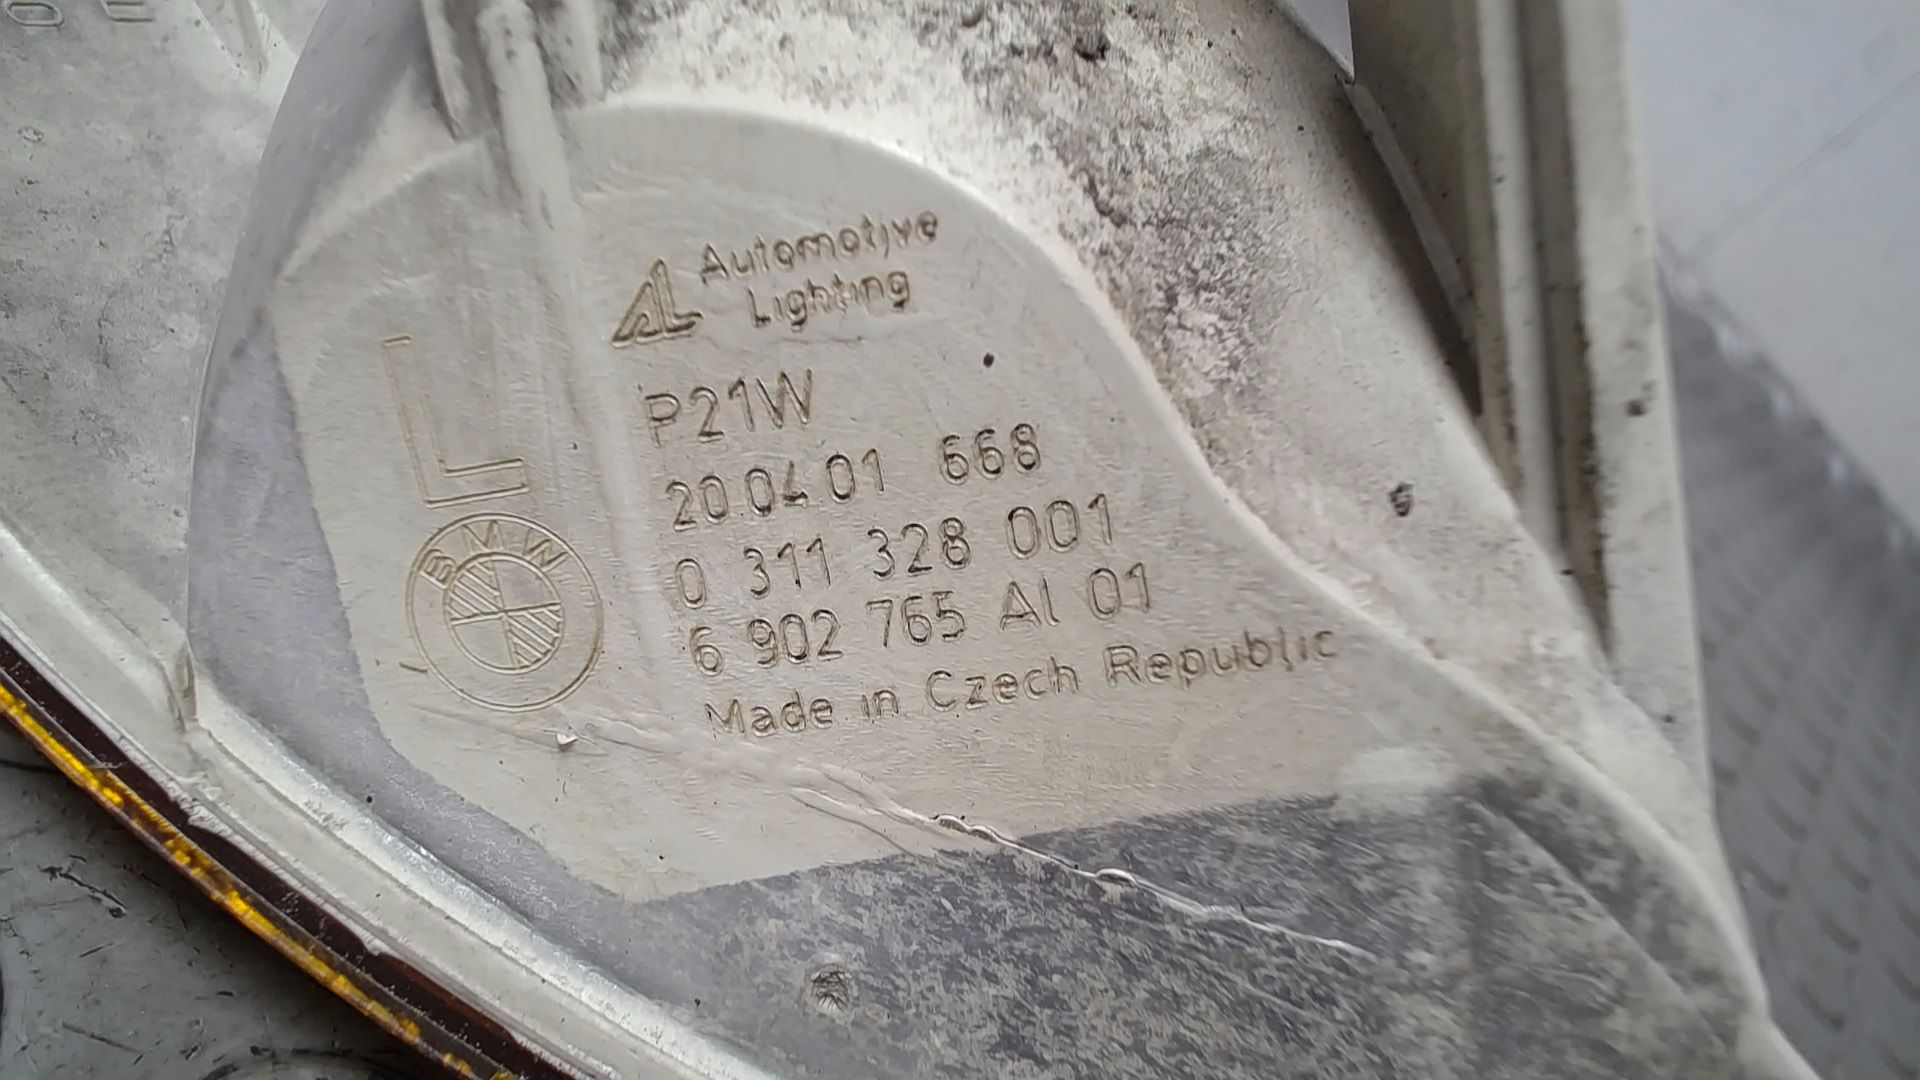 AL Automotive
Lighting
L
P21W
20.04.01 668
0 311 328 001
BMW
6 902 765 AI 01
Made in Czech Republic